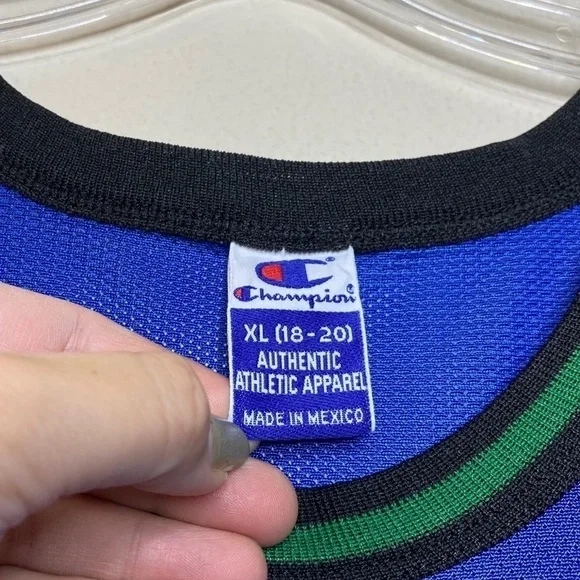 Champion
XL (18-20)
AUTHENTIC
ATHLETIC APPAREL
MADE IN MEXICO